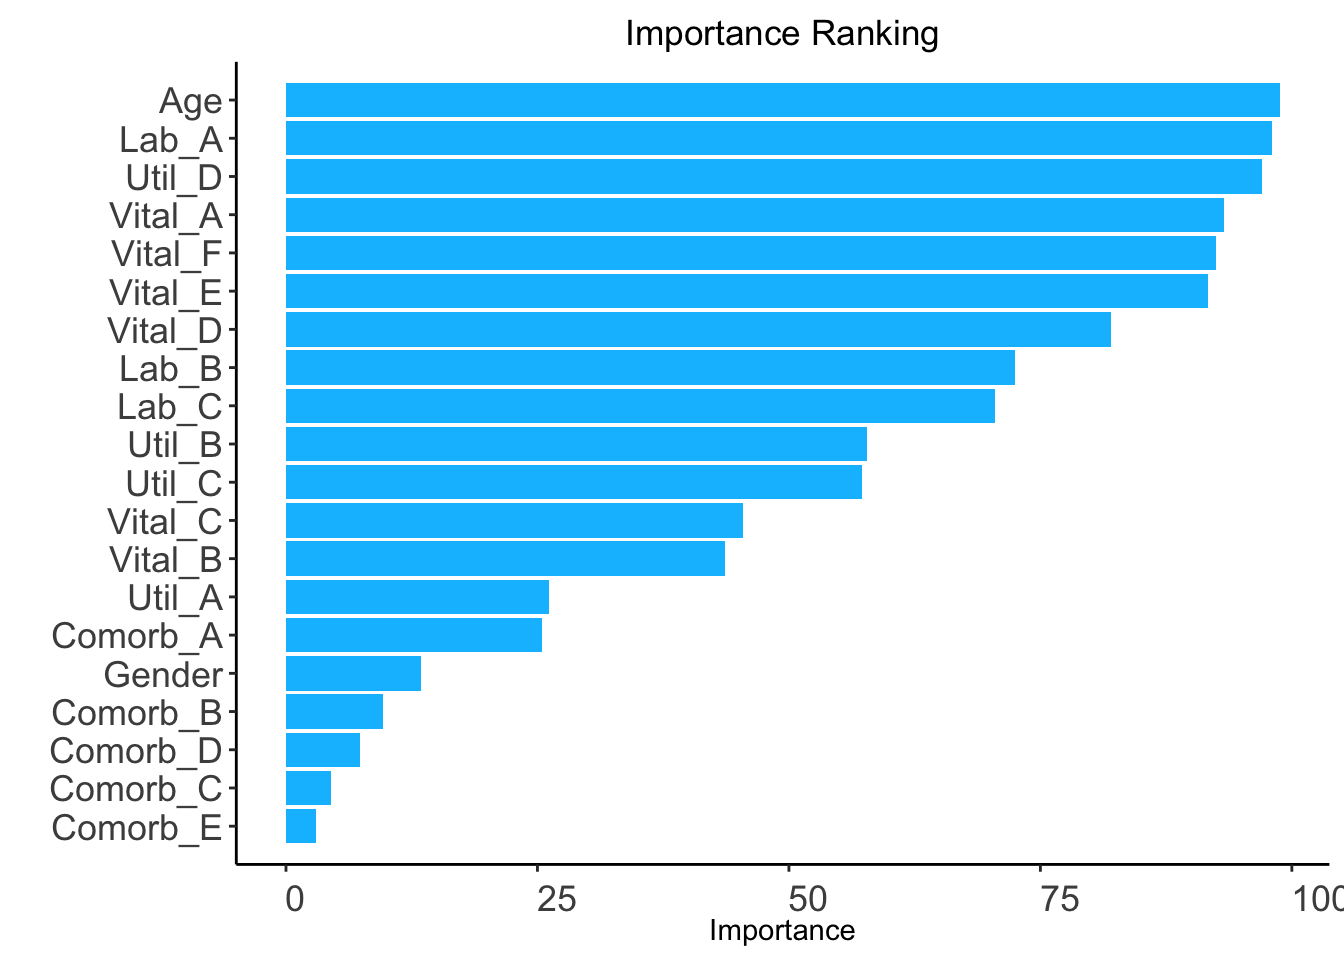 Importance Ranking
Age
Lab_A
Util_D
Vital_A
Vital_F
Vital_E
Vital_D
Lab_B
Lab_C
Util_B
Util_C
Vital_C
Vital_B
Util_A
Comorb_A
Gender
Comorb_B
Comorb_D
Comorb_C
Comorb_E
0 25 50 75 100
Importance